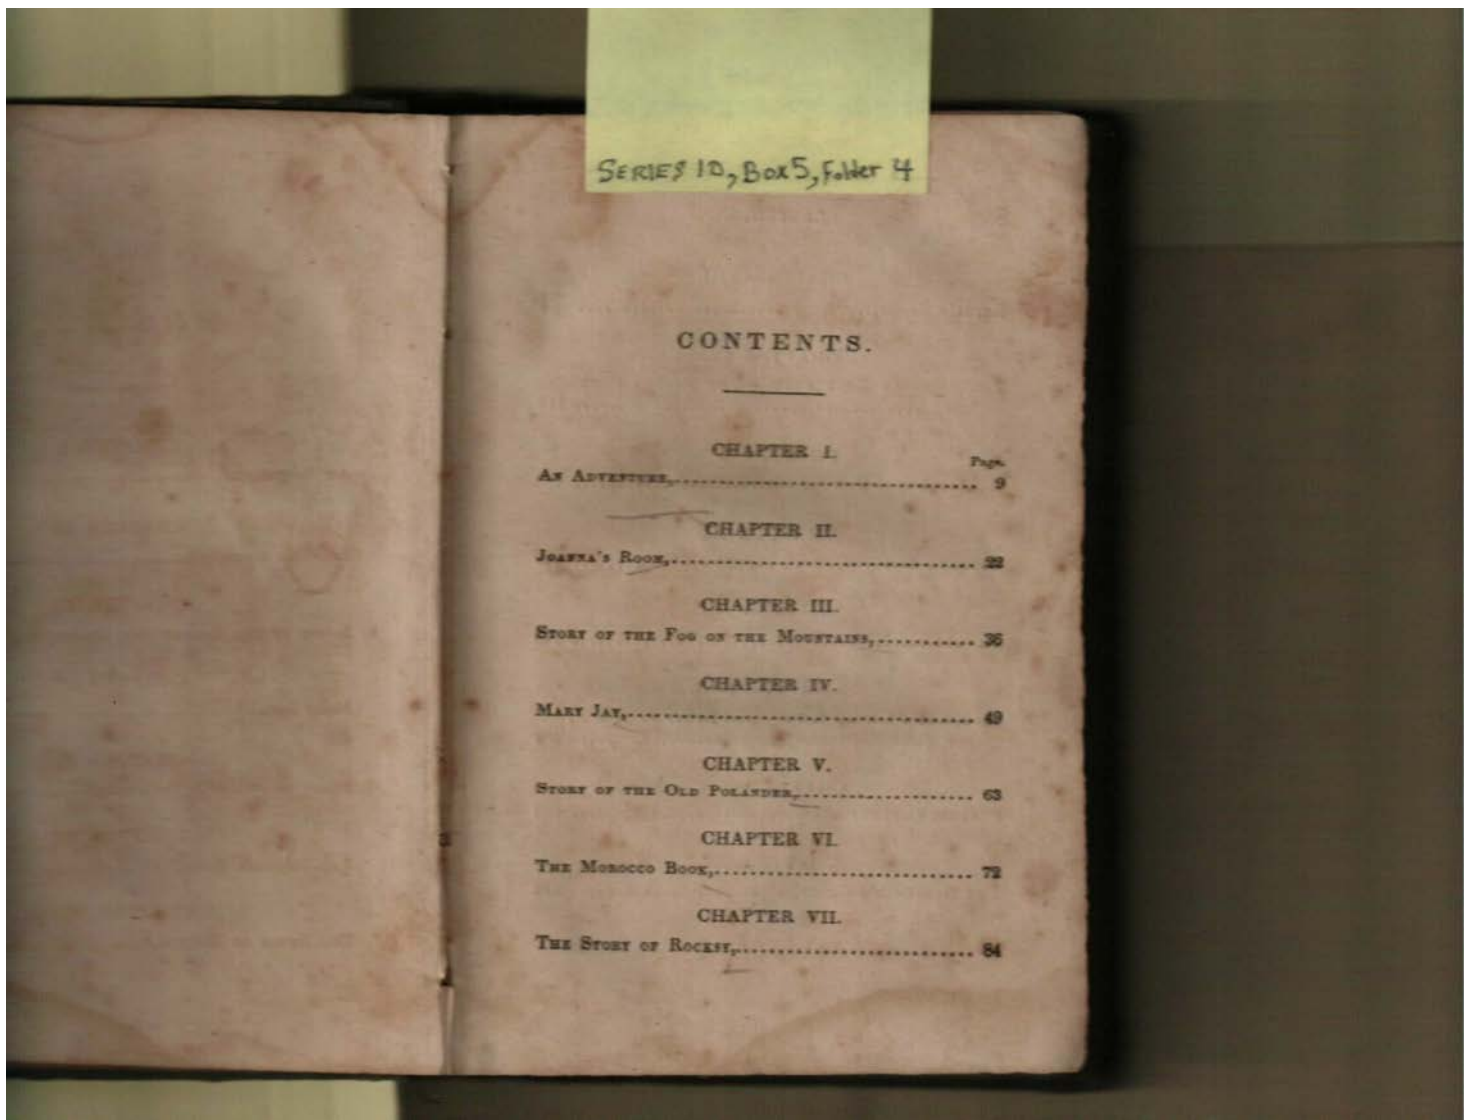 SERIES 1D, Box 5, Folder 4
CONTENTS.
CHAPTER I.
Page.
AN ADVENTURE,.................................. 9
CHAPTER II.
JOANNA'S ROOM,.................................. 22
CHAPTER III.
STORY OF THE FOG ON THE MOUNTAINS,........... 36
CHAPTER IV.
MARY JAY,....................................... 49
CHAPTER V.
STORY OF THE OLD POLANDER,.................... 63
CHAPTER VI.
THE MOROCCO BOOK,............................. 72
CHAPTER VII.
THE STORY OF ROCKSY,........................... 84